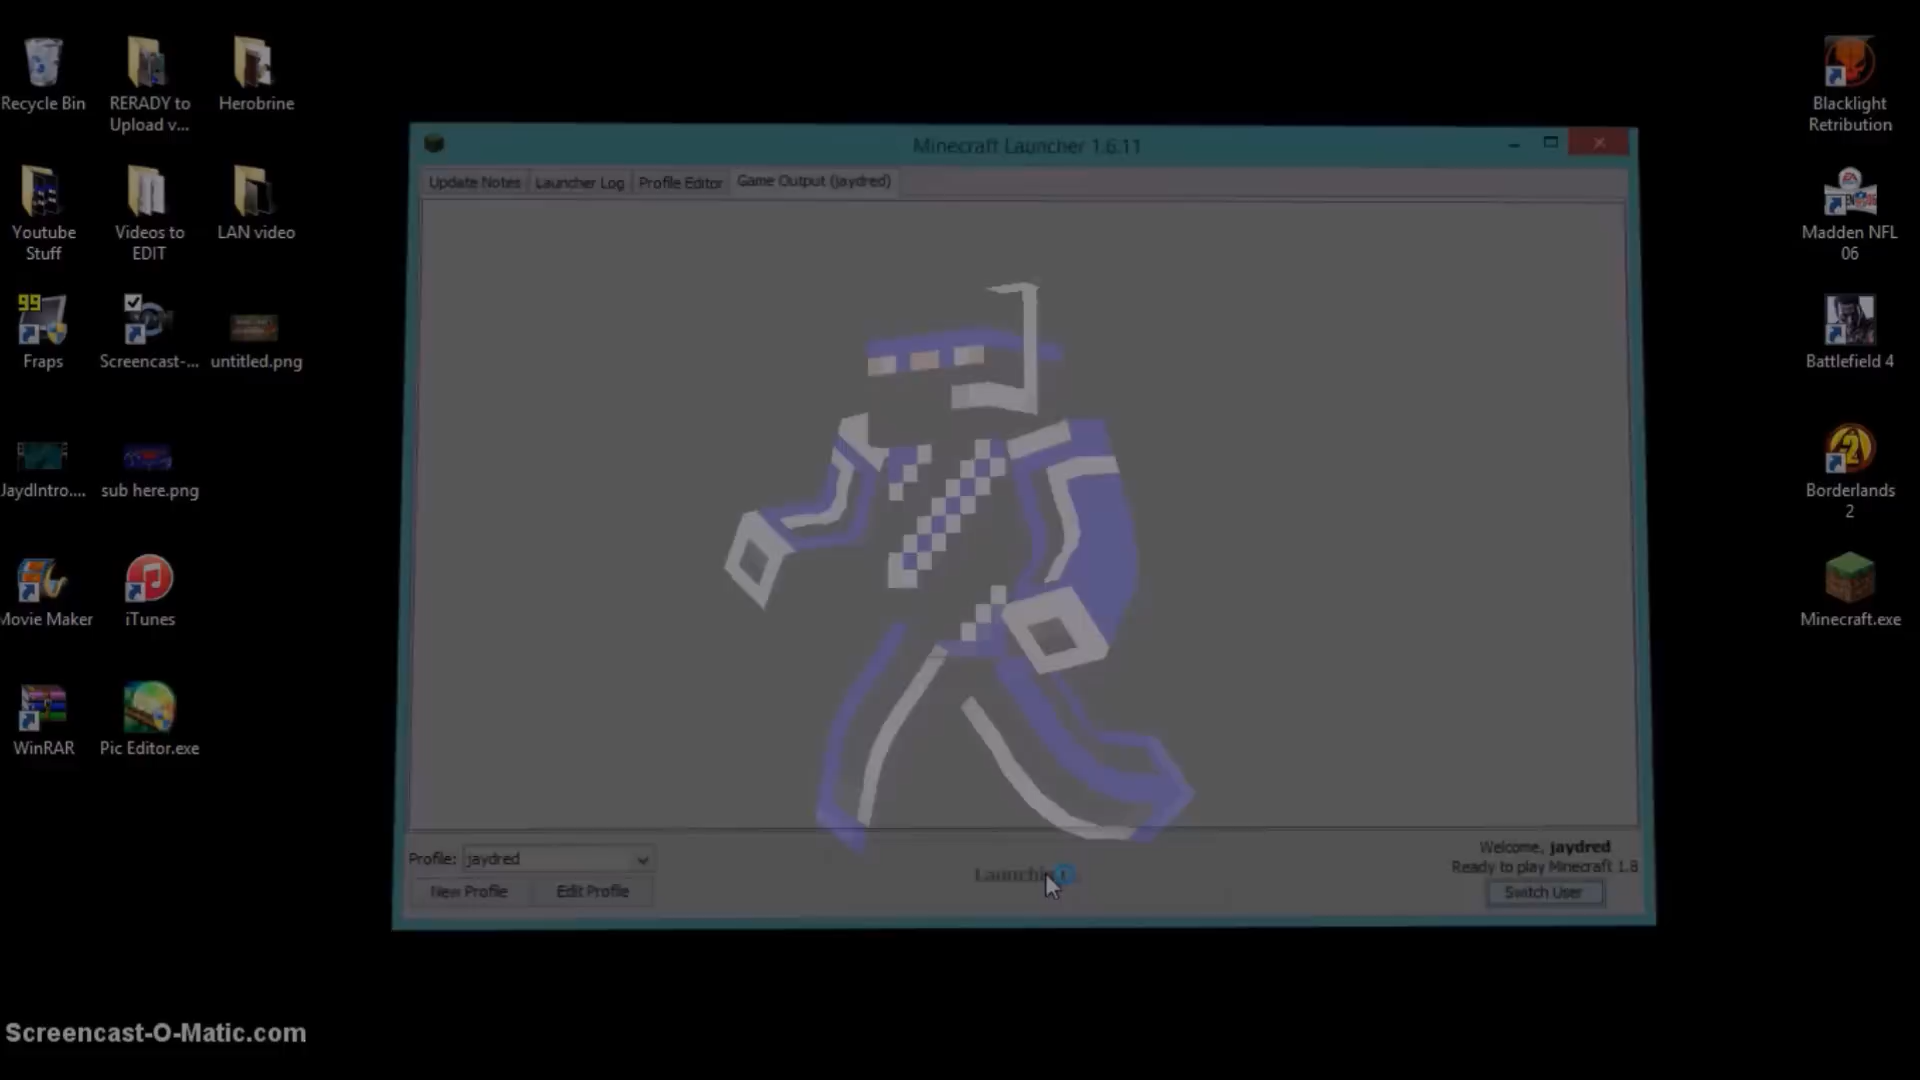 Recycle Bin
RERADY to
Upload v...
Herobrine
Youtube
Stuff
Videos to
EDIT
LAN video
99
Fraps
Screencast-...
untitled.png
JaydIntro....
sub here.png
Movie Maker
iTunes
WinRAR
Pic Editor.exe
Minecraft Launcher 1.6.11
Update Notes
Launcher Log
Profile Editor
Game Output (jaydred)
Profile: jaydred
New Profile
Edit Profile
Welcome, jaydred
Ready to play Minecraft 1.8
Switch User
Blacklight
Retribution
EA
Madden NFL
06
Battlefield 4
2
Borderlands
2
Minecraft.exe
Screencast-O-Matic.com